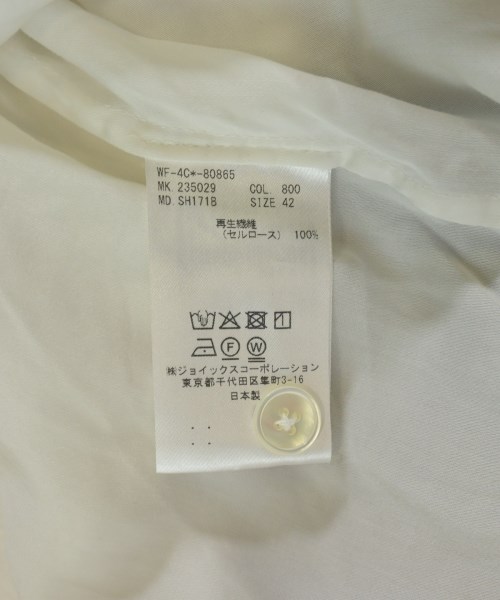 WF-4C*-80865
MK. 235029 COL. 800
MD. SH171B SIZE 42
再生繊維
(セルロース) 100%
F W
㈱ジョイックスコーポレーション
東京都千代田区隼町3-16
日本製